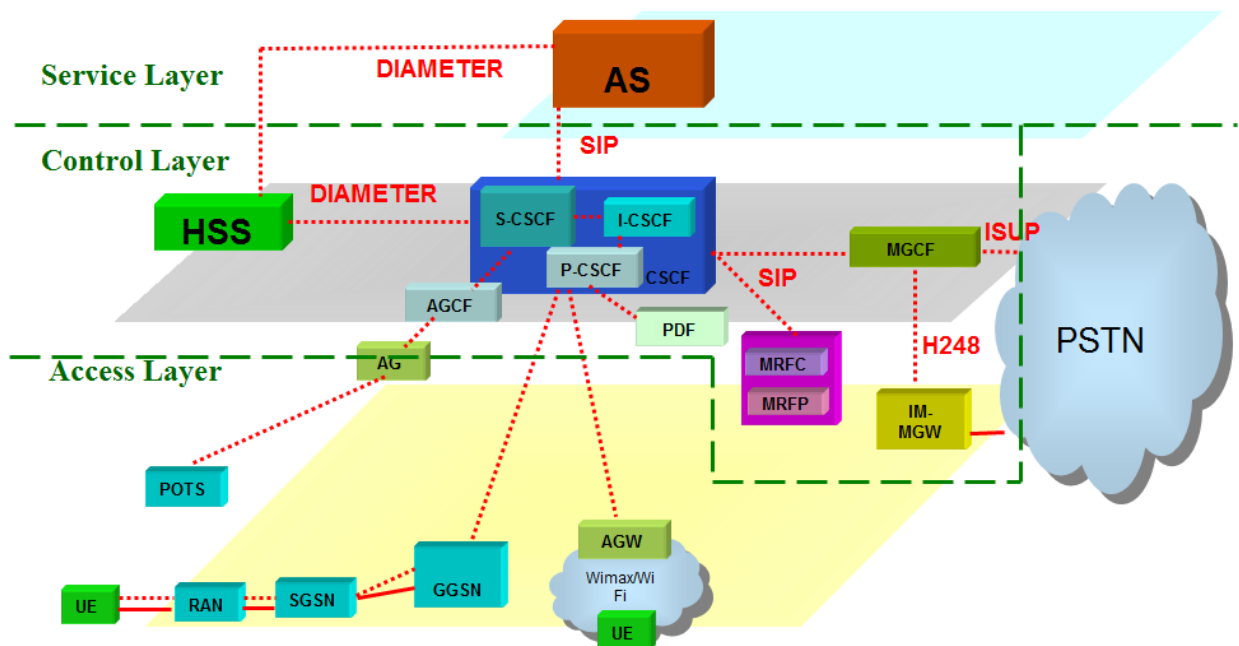 Service Layer
DIAMETER
AS
SIP
Control Layer
DIAMETER
HSS
S-CSCF
I-CSCF
P-CSCF
CSCF
SIP
MGCF
ISUP
AGCF
PDF
PSTN
H248
Access Layer
AG
MRFC
MRFP
IM-
MGW
POTS
AGW
Wimax/Wi
Fi
UE
RAN
SGSN
GGSN
UE